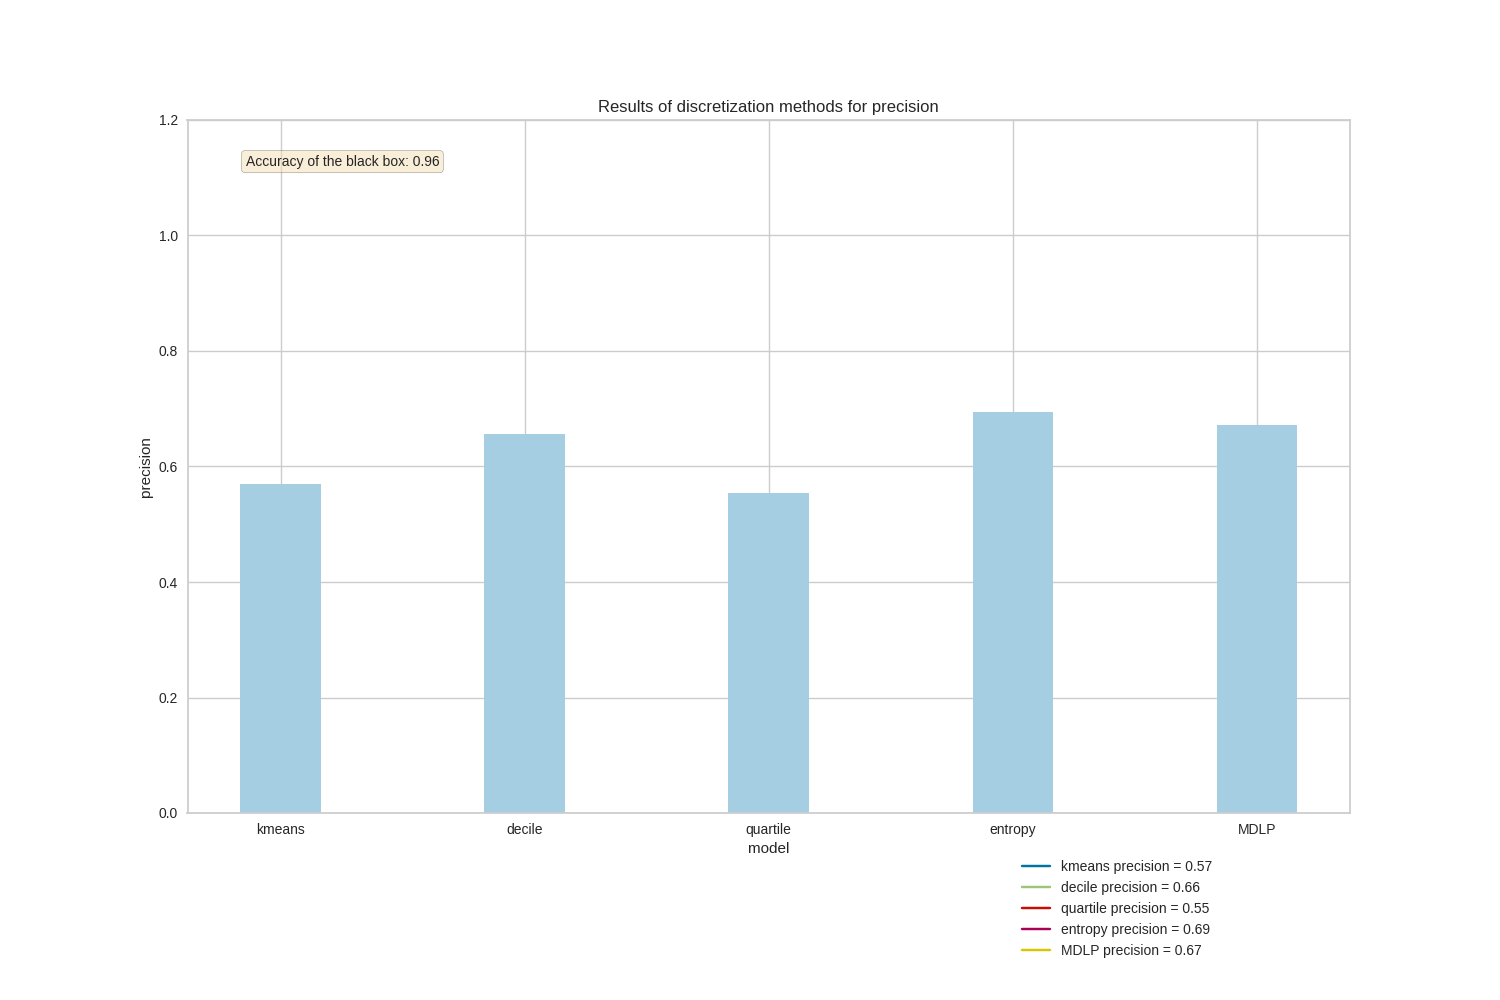 Results of discretization methods for precision
1.2
Accuracy of the black box: 0.96
1.0
0.8
0.6
precision
0.4
0.2
0.0
kmeans decile quartile entropy MDLP
model
kmeans precision = 0.57
decile precision = 0.66
quartile precision = 0.55
entropy precision = 0.69
MDLP precision = 0.67